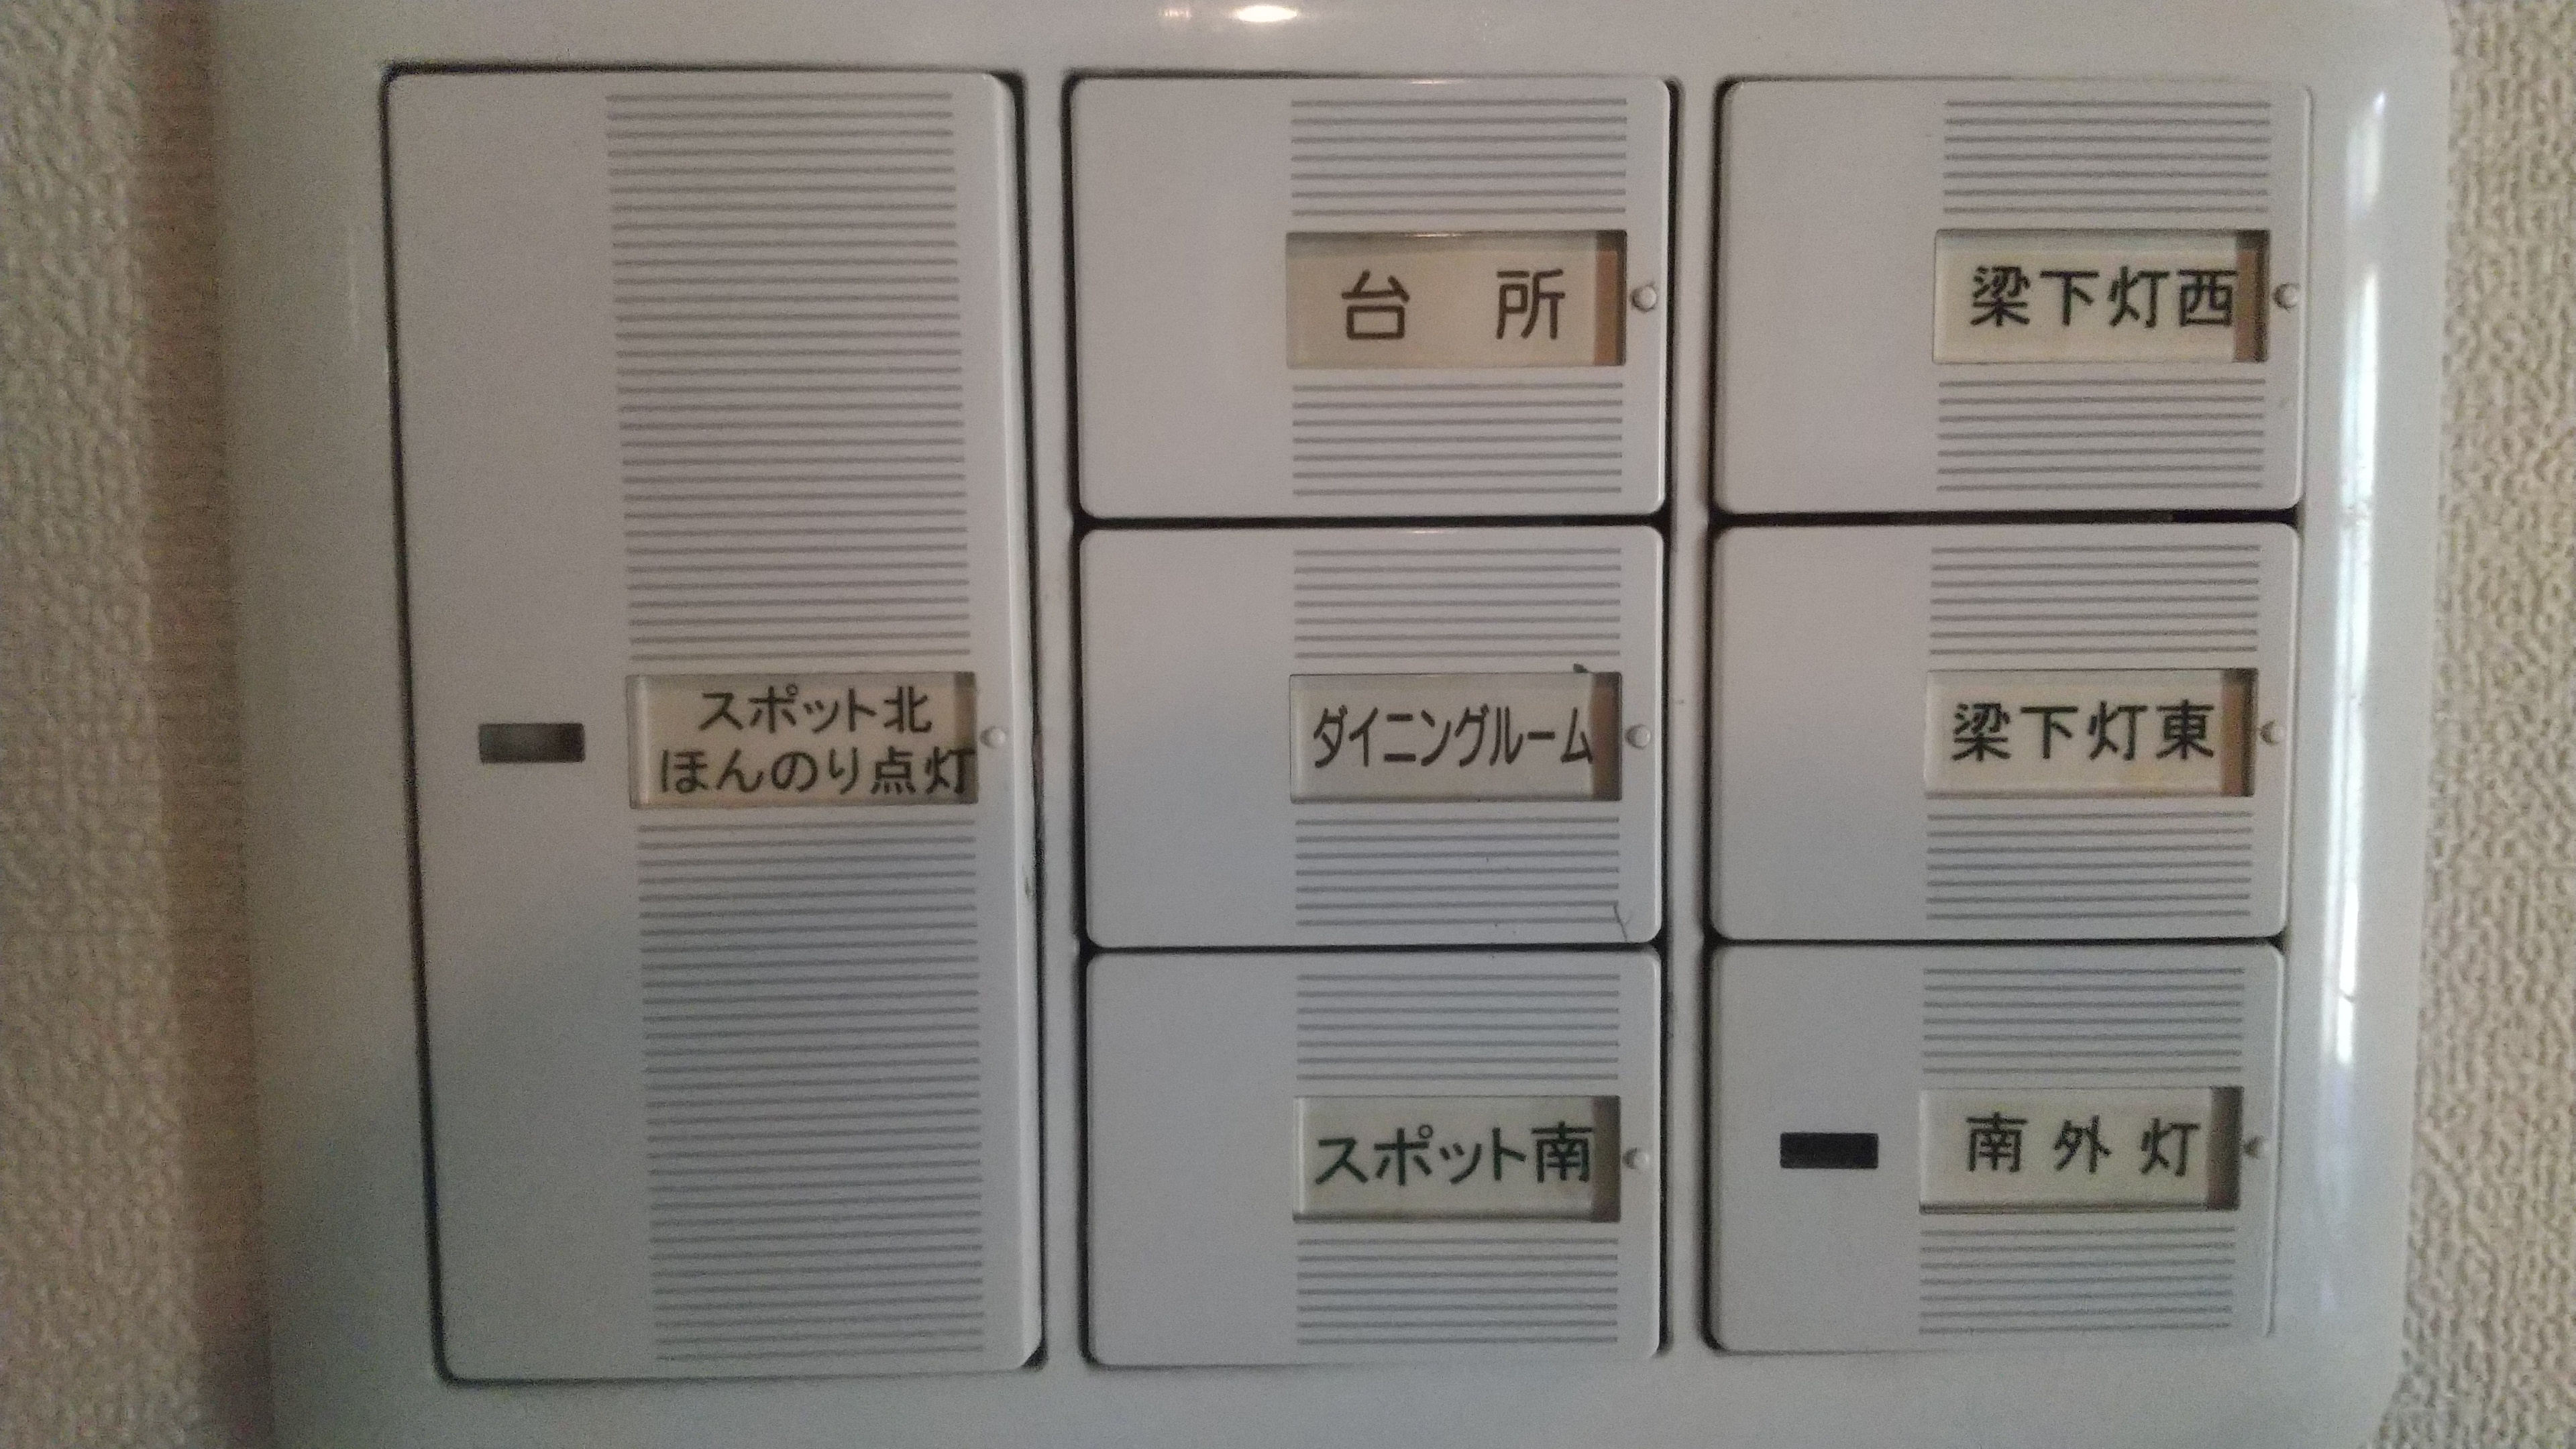 スポット北
ほんのり点灯
台 所
ダイニングルーム
スポット南
梁下灯西
梁下灯東
南外灯